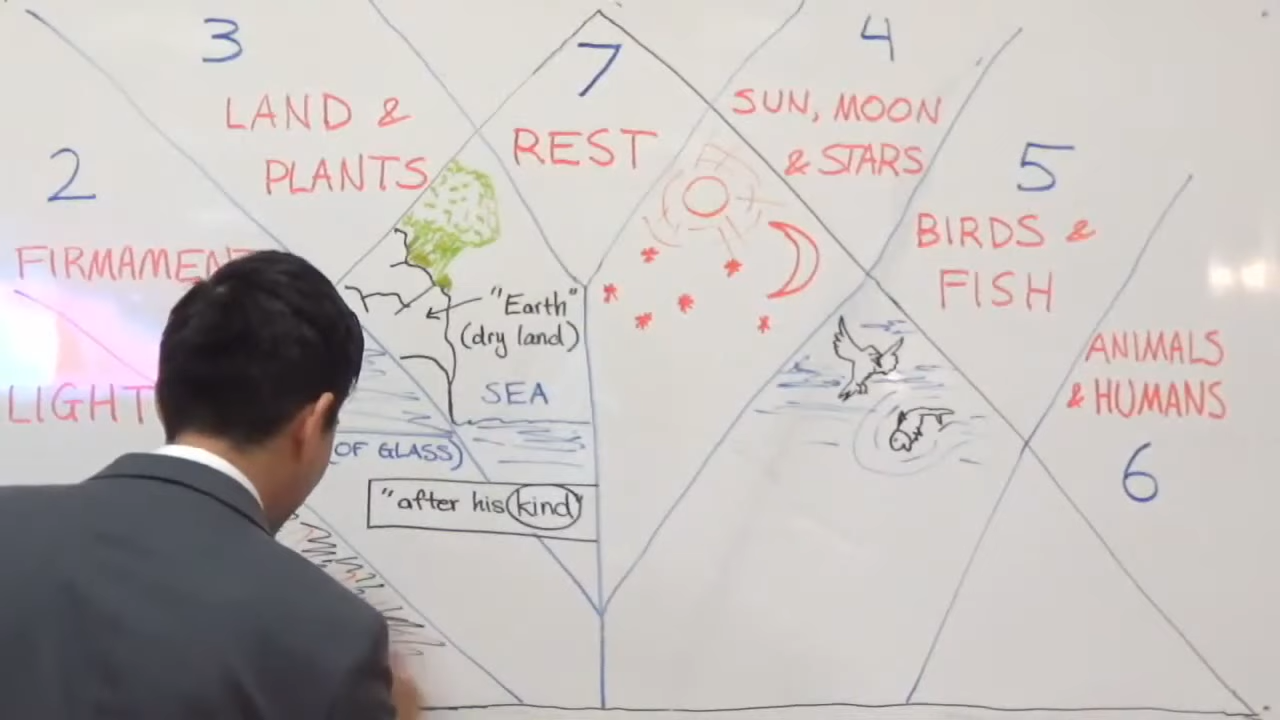 3
LAND &
PLANTS
7
REST
4
SUN, MOON
& STARS
2
FIRMAMENT
LIGHT
5
BIRDS &
FISH
"Earth"
(dry land)
SEA
(OF GLASS)
"after his kind"
ANIMALS
& HUMANS
6